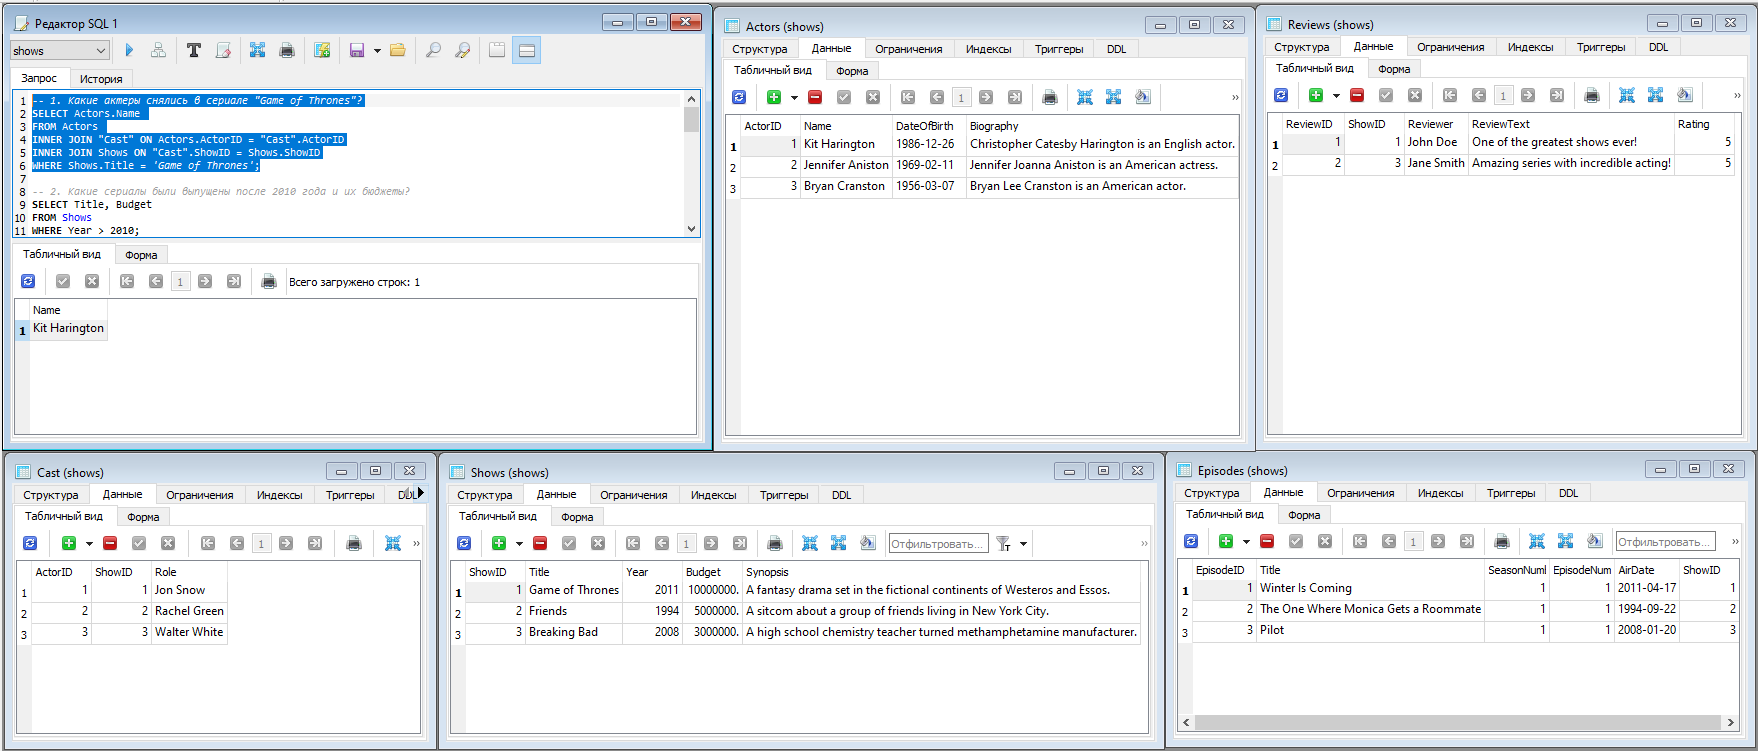 Редактор SQL 1
shows
Запрос История
1 -- 1. Какие актеры снялись в сериале "Game of Thrones"?
2 SELECT Actors.Name
3 FROM Actors
4 INNER JOIN "Cast" ON Actors.ActorID = "Cast".ActorID
5 INNER JOIN Shows ON "Cast".ShowID = Shows.ShowID
6 WHERE Shows.Title = 'Game of Thrones';
7
8 -- 2. Какие сериалы были выпущены после 2010 года и их бюджеты?
9 SELECT Title, Budget
10 FROM Shows
11 WHERE Year > 2010;
Табличный вид Форма
1 Всего загружено строк: 1
Name
1 Kit Harington
Actors (shows)
Структура Данные Ограничения Индексы Триггеры DDL
Табличный вид Форма
1 »
ActorID Name DateOfBirth Biography
1 1 Kit Harington 1986-12-26 Christopher Catesby Harington is an English actor.
2 2 Jennifer Aniston 1969-02-11 Jennifer Joanna Aniston is an American actress.
3 3 Bryan Cranston 1956-03-07 Bryan Lee Cranston is an American actor.
Reviews (shows)
Структура Данные Ограничения Индексы Триггеры DDL
Табличный вид Форма
1 »
ReviewID ShowID Reviewer ReviewText Rating
1 1 1 John Doe One of the greatest shows ever! 5
2 2 3 Jane Smith Amazing series with incredible acting! 5
Cast (shows)
Структура Данные Ограничения Индексы Триггеры
Табличный вид Форма
1 »
ActorID ShowID Role
1 1 1 Jon Snow
2 2 2 Rachel Green
3 3 3 Walter White
Shows (shows)
Структура Данные Ограничения Индексы Триггеры DDL
Табличный вид Форма
1 Отфильтровать... »
ShowID Title Year Budget Synopsis
1 1 Game of Thrones 2011 10000000. A fantasy drama set in the fictional continents of Westeros and Essos.
2 2 Friends 1994 5000000. A sitcom about a group of friends living in New York City.
3 3 Breaking Bad 2008 3000000. A high school chemistry teacher turned methamphetamine manufacturer.
Episodes (shows)
Структура Данные Ограничения Индексы Триггеры DDL
Табличный вид Форма
1 Отфильтровать... »
EpisodeID Title SeasonNuml EpisodeNum AirDate ShowID
1 1 Winter Is Coming 1 1 2011-04-17 1
2 2 The One Where Monica Gets a Roommate 1 1 1994-09-22 2
3 3 Pilot 1 1 2008-01-20 3